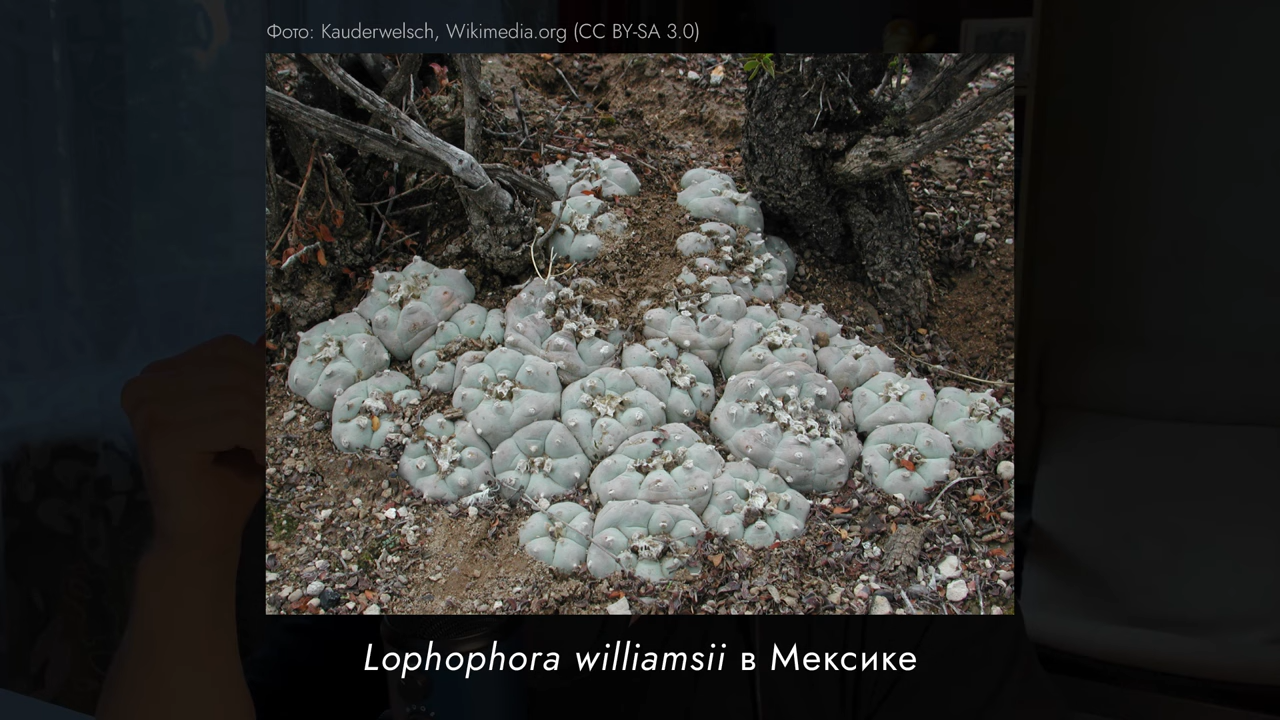 Фото: Kauderwelsch, Wikimedia.org (CC BY-SA 3.0)
Lophophora williamsii в Мексике